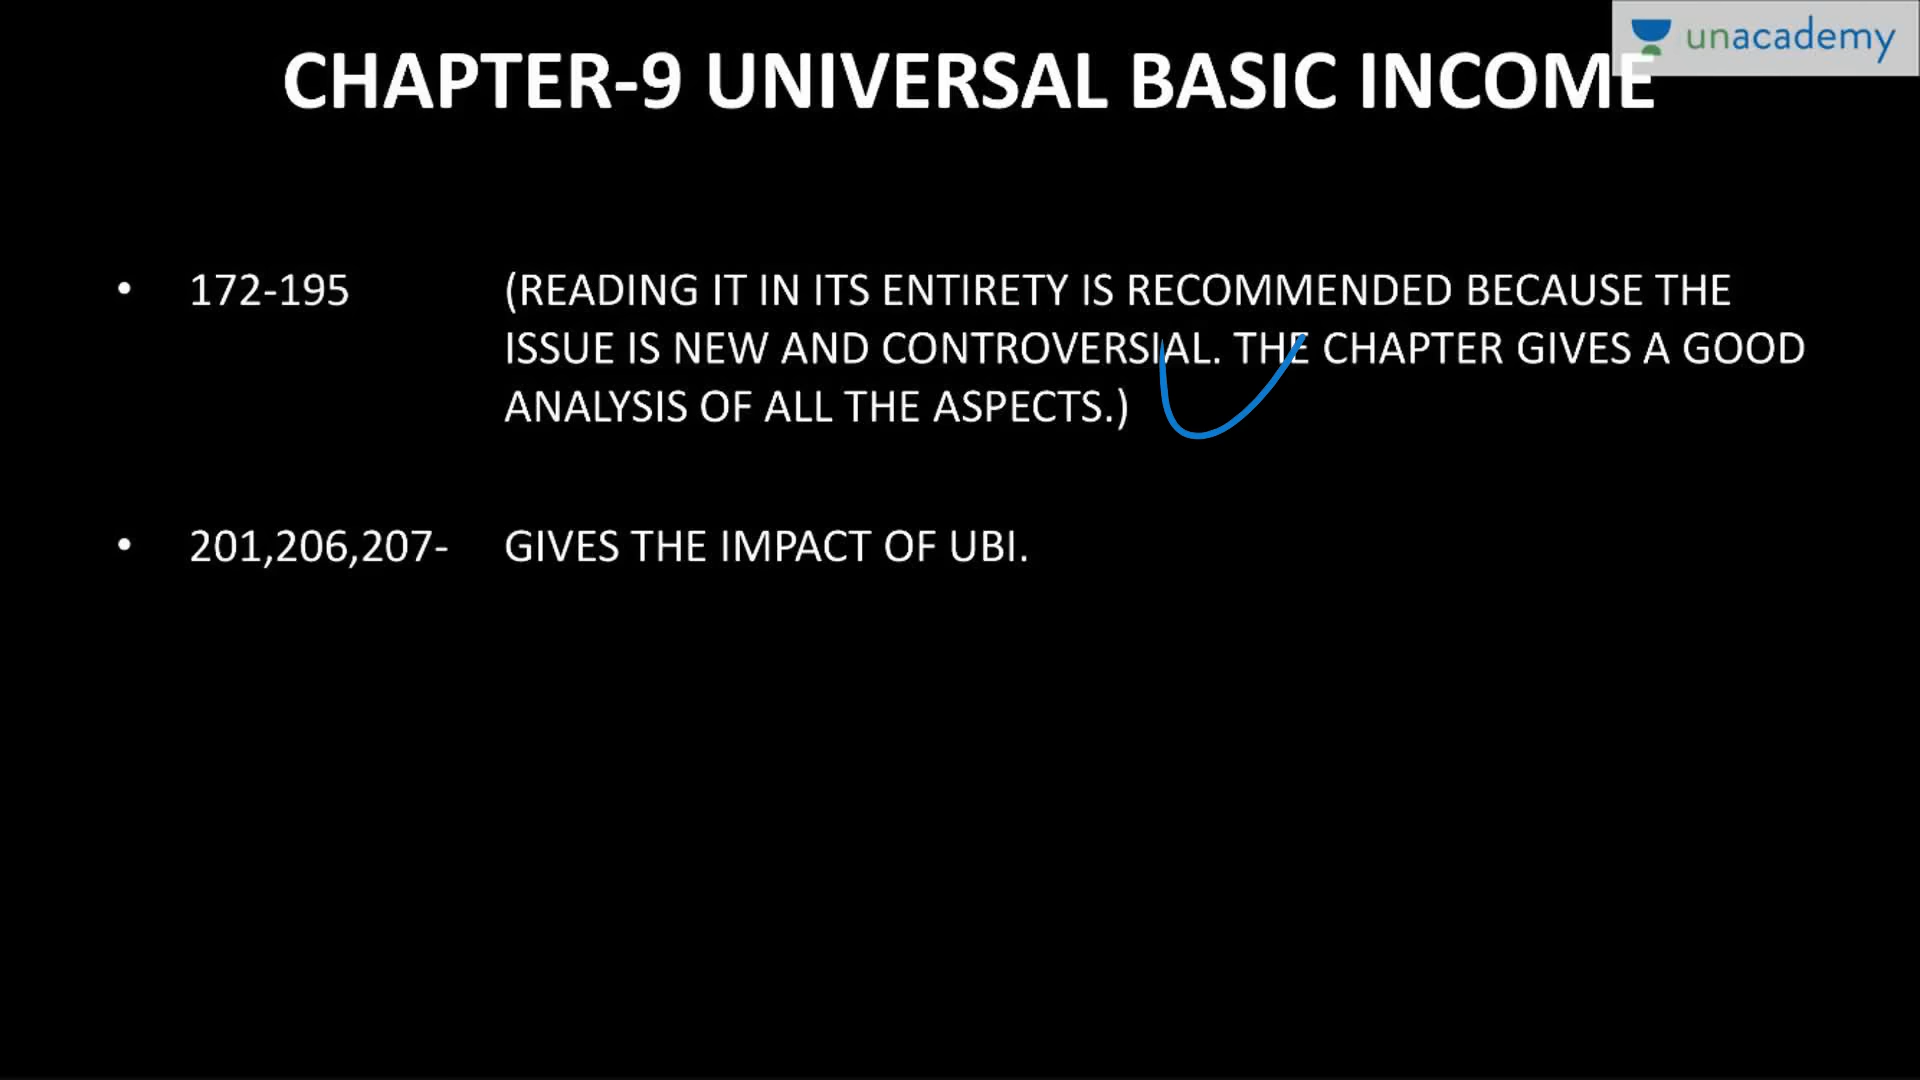 unacademy
CHAPTER-9 UNIVERSAL BASIC INCOME
• 172-195 (READING IT IN ITS ENTIRETY IS RECOMMENDED BECAUSE THE
ISSUE IS NEW AND CONTROVERSIAL. THE CHAPTER GIVES A GOOD
ANALYSIS OF ALL THE ASPECTS.)
• 201,206,207- GIVES THE IMPACT OF UBI.